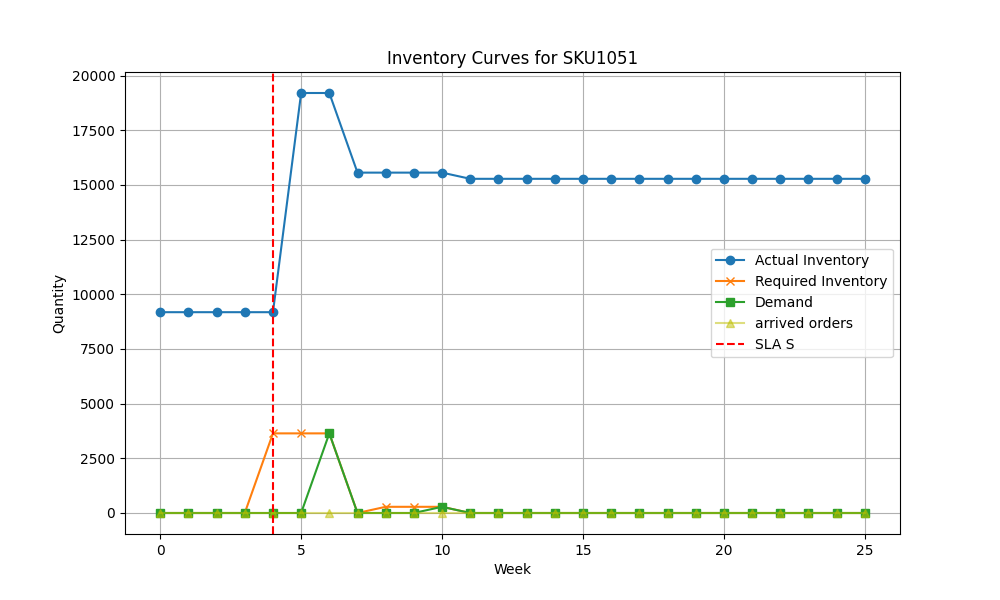 Inventory Curves for SKU1051
Quantity
20000
17500
15000
12500
10000
7500
5000
2500
0
Actual Inventory
Required Inventory
Demand
arrived orders
SLA S
0 5 10 15 20 25
Week